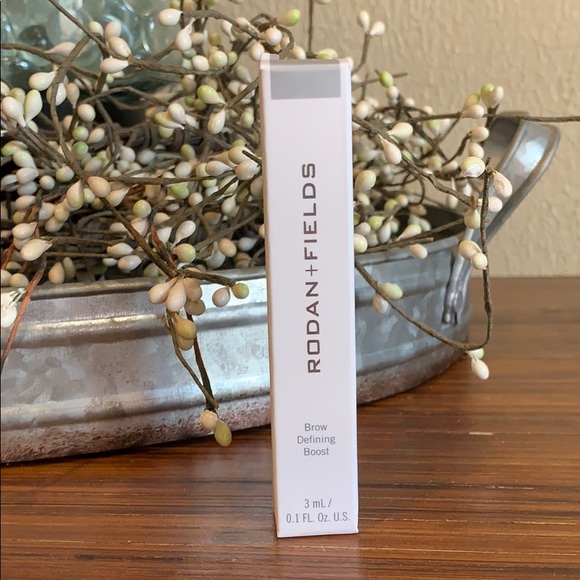 RODAN+FIELDS
Brow
Defining
Boost
3 mL /
0.1 FL. Oz. U.S.